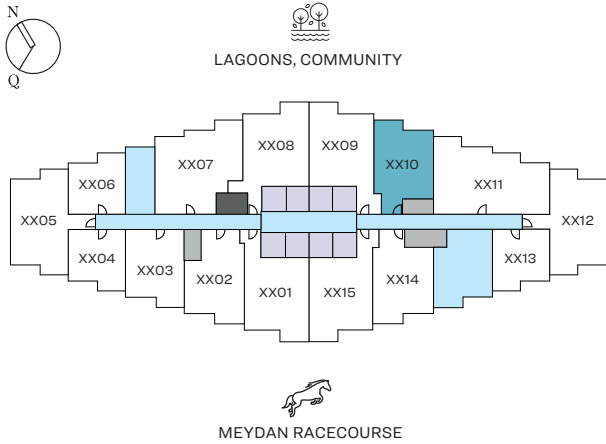 N
Q
LAGOONS, COMMUNITY
XX08
XX09
XX07
XX10
XX06
XX11
XX05
XX12
XX04
XX03
XX02
XX01
XX15
XX14
XX13
MEYDAN RACECOURSE